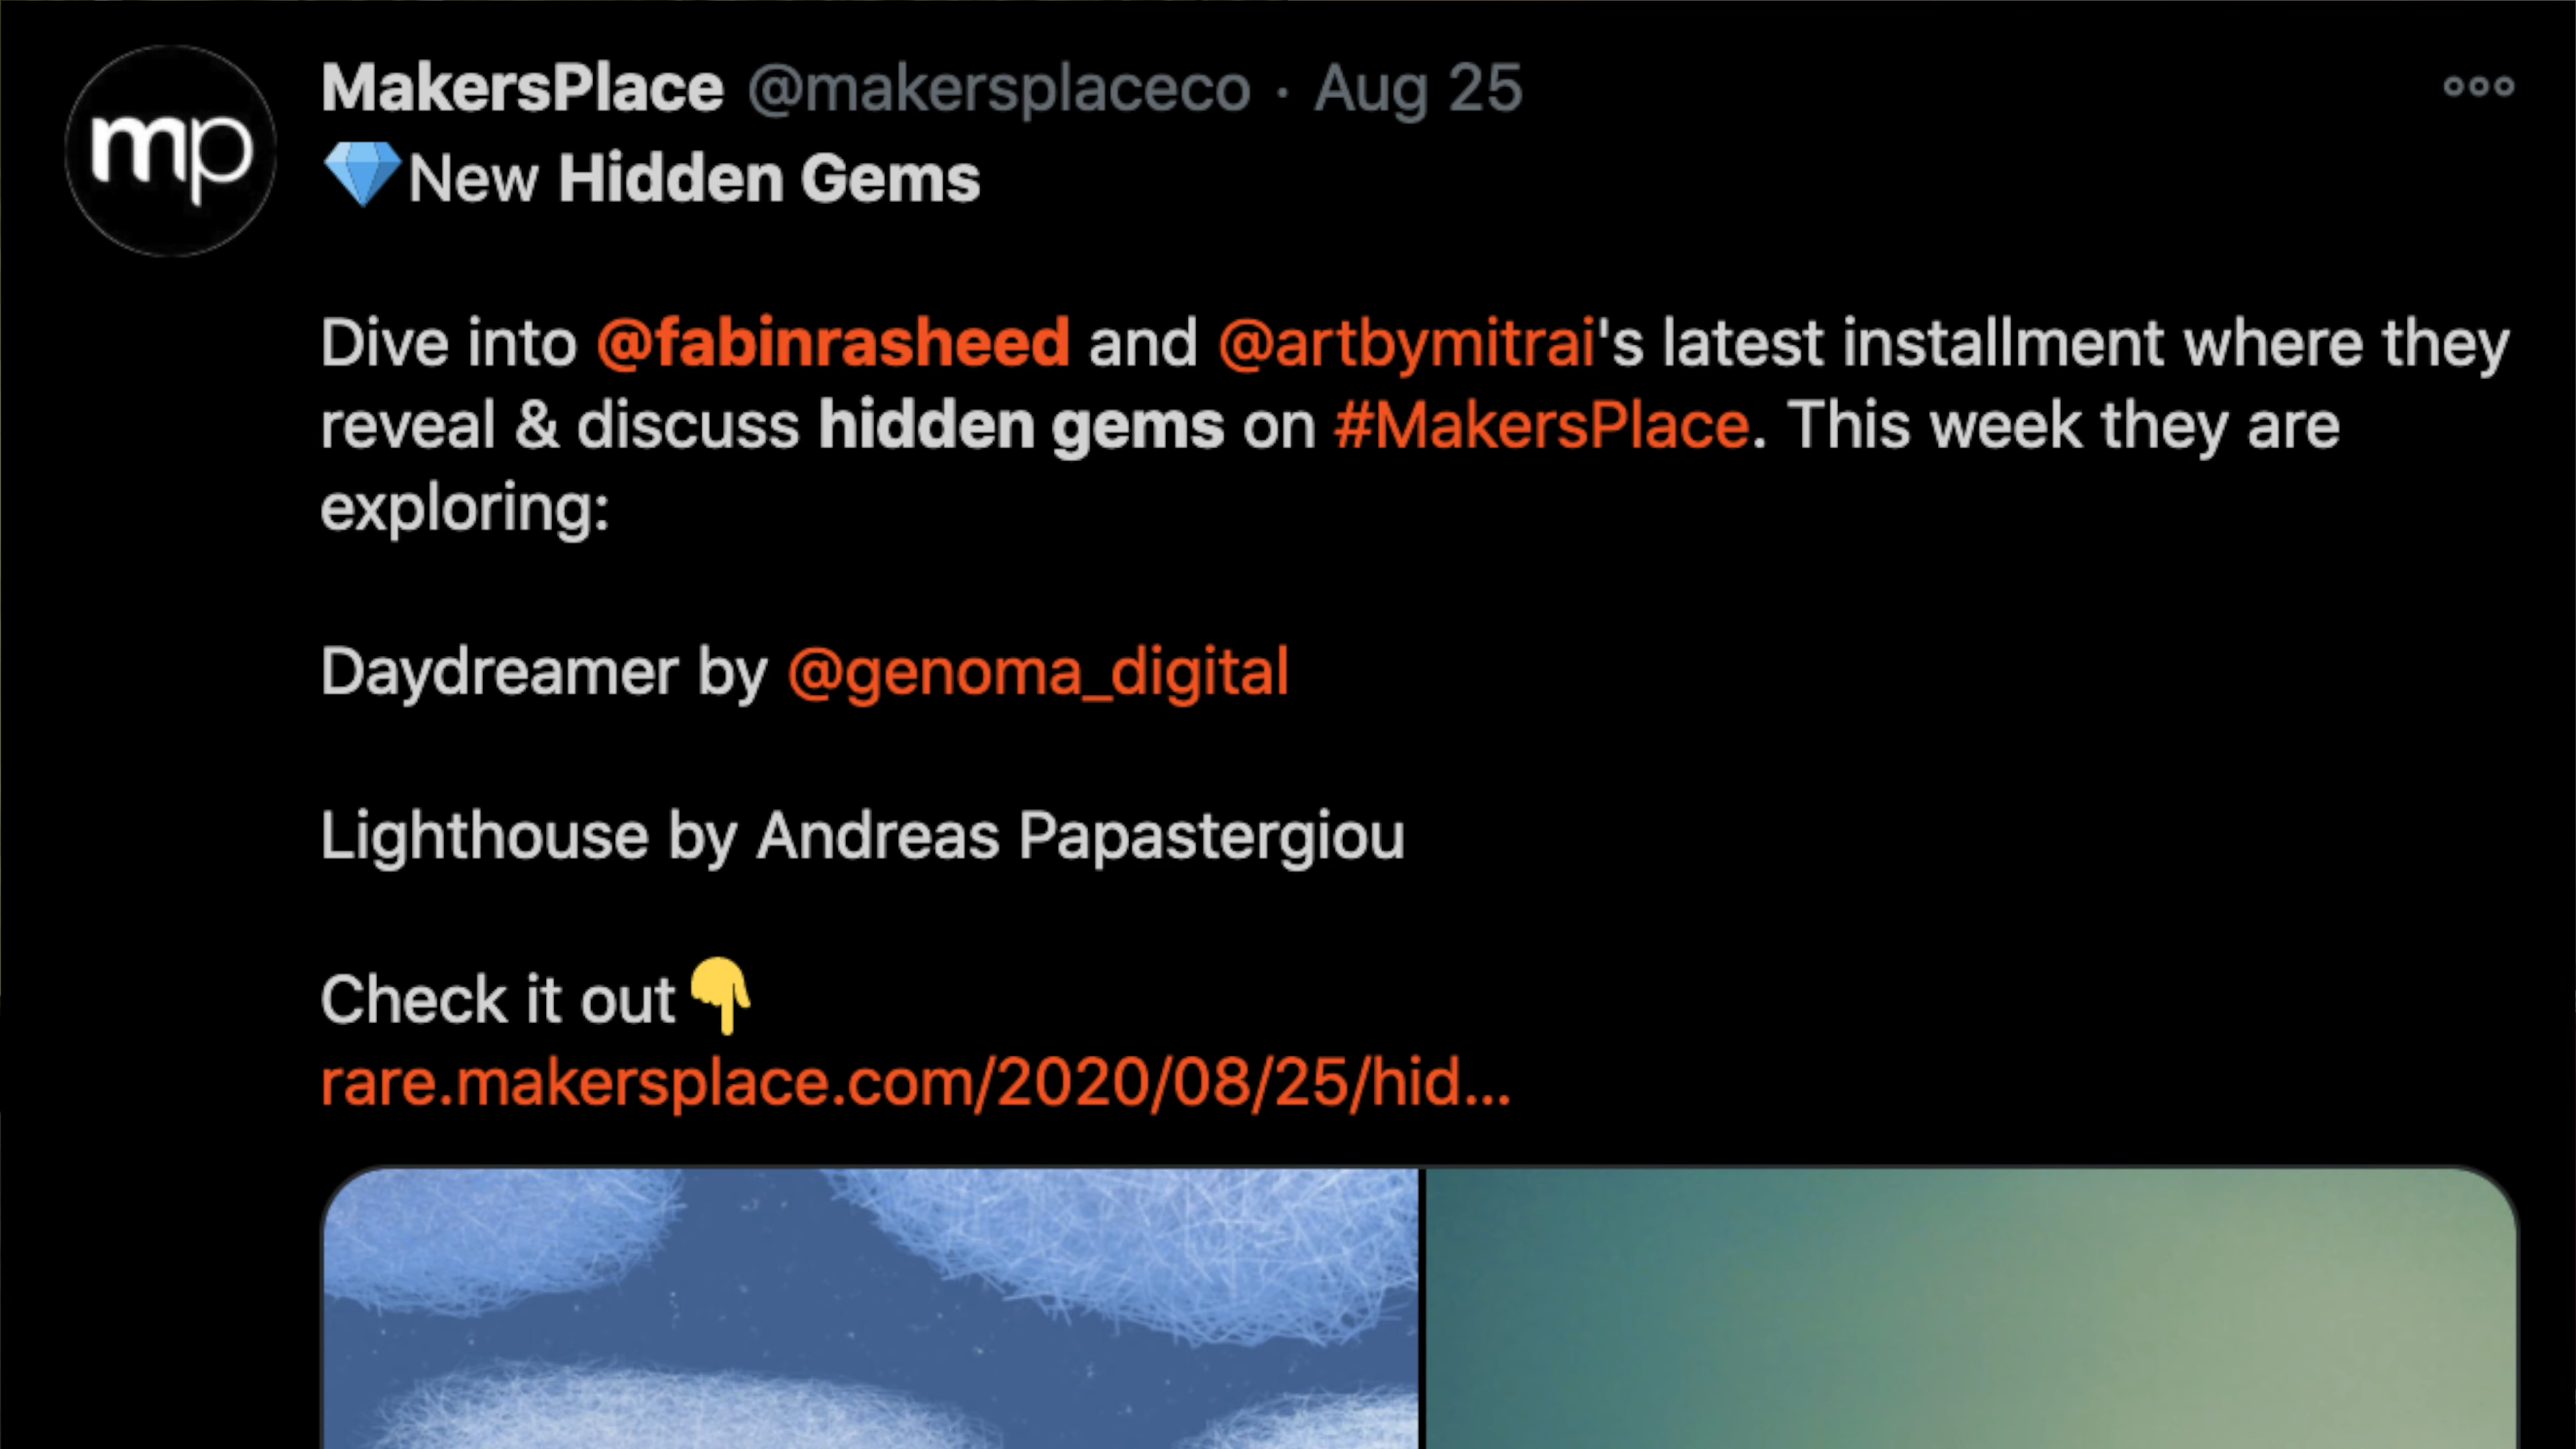 mp
MakersPlace @makersplaceco · Aug 25
💎New Hidden Gems
Dive into @fabinrasheed and @artbymitrai's latest installment where they
reveal & discuss hidden gems on #MakersPlace. This week they are
exploring:
Daydreamer by @genoma_digital
Lighthouse by Andreas Papastergiou
Check it out👇
rare.makersplace.com/2020/08/25/hid...